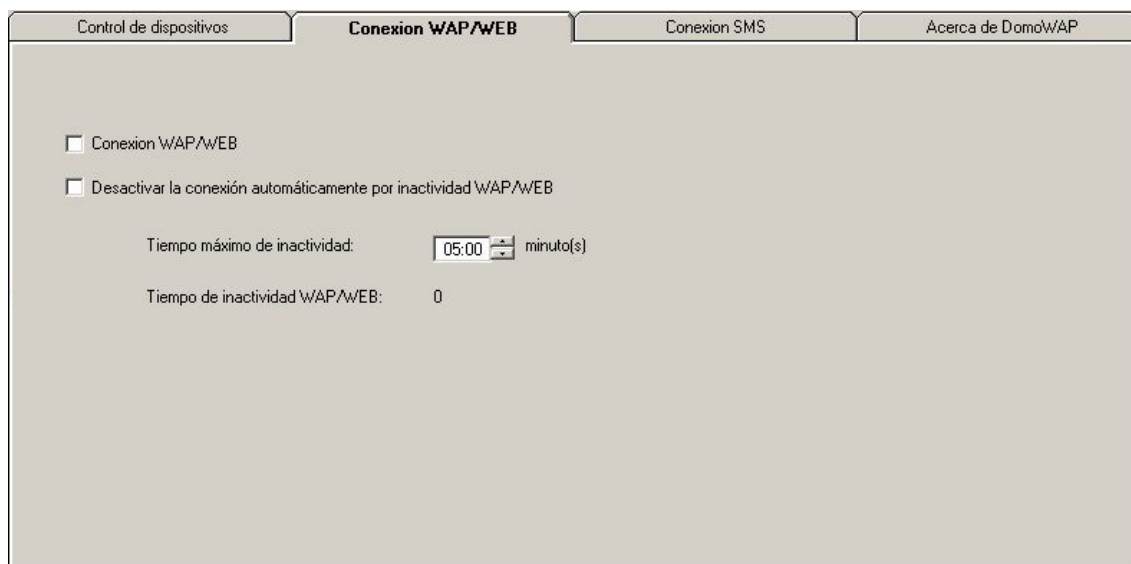 Control de dispositivos Conexion WAP/WEB Conexion SMS Acerca de DomoWAP
Conexion WAP/WEB
Desactivar la conexión automáticamente por inactividad WAP/WEB
Tiempo máximo de inactividad: 05:00 minuto(s)
Tiempo de inactividad WAP/WEB: 0